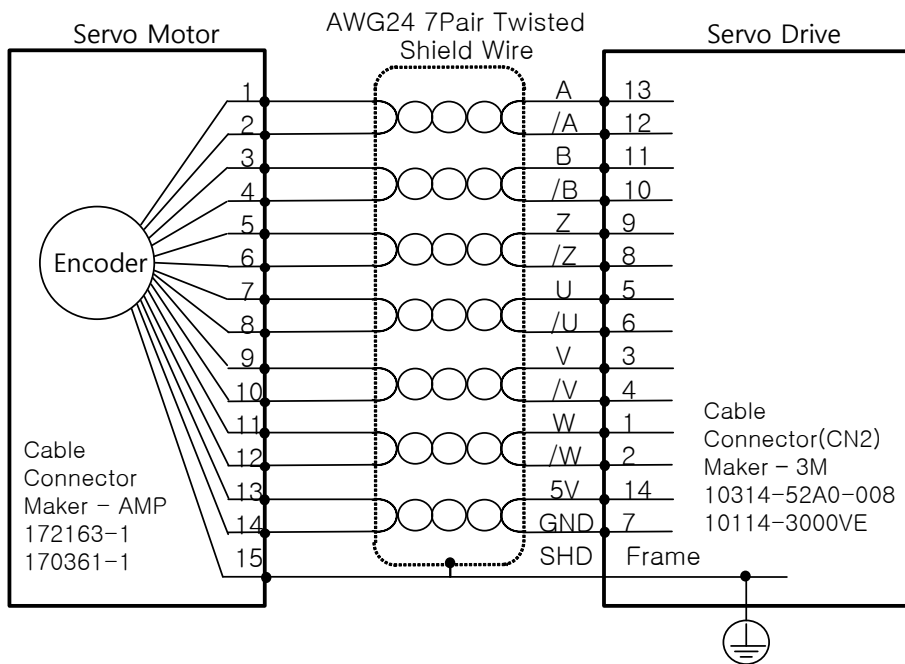 Servo Motor
AWG24 7Pair Twisted
Shield Wire
Servo Drive
1 A 13
2 /A 12
3 B 11
4 /B 10
5 Z 9
Encoder
6 /Z 8
7 U 5
8 /U 6
9 V 3
10 /V 4
11 W 1
12 /W 2
13 5V 14
14 GND 7
15 SHD Frame
Cable
Connector
Maker - AMP
172163-1
170361-1
Cable
Connector(CN2)
Maker - 3M
10314-52A0-008
10114-3000VE